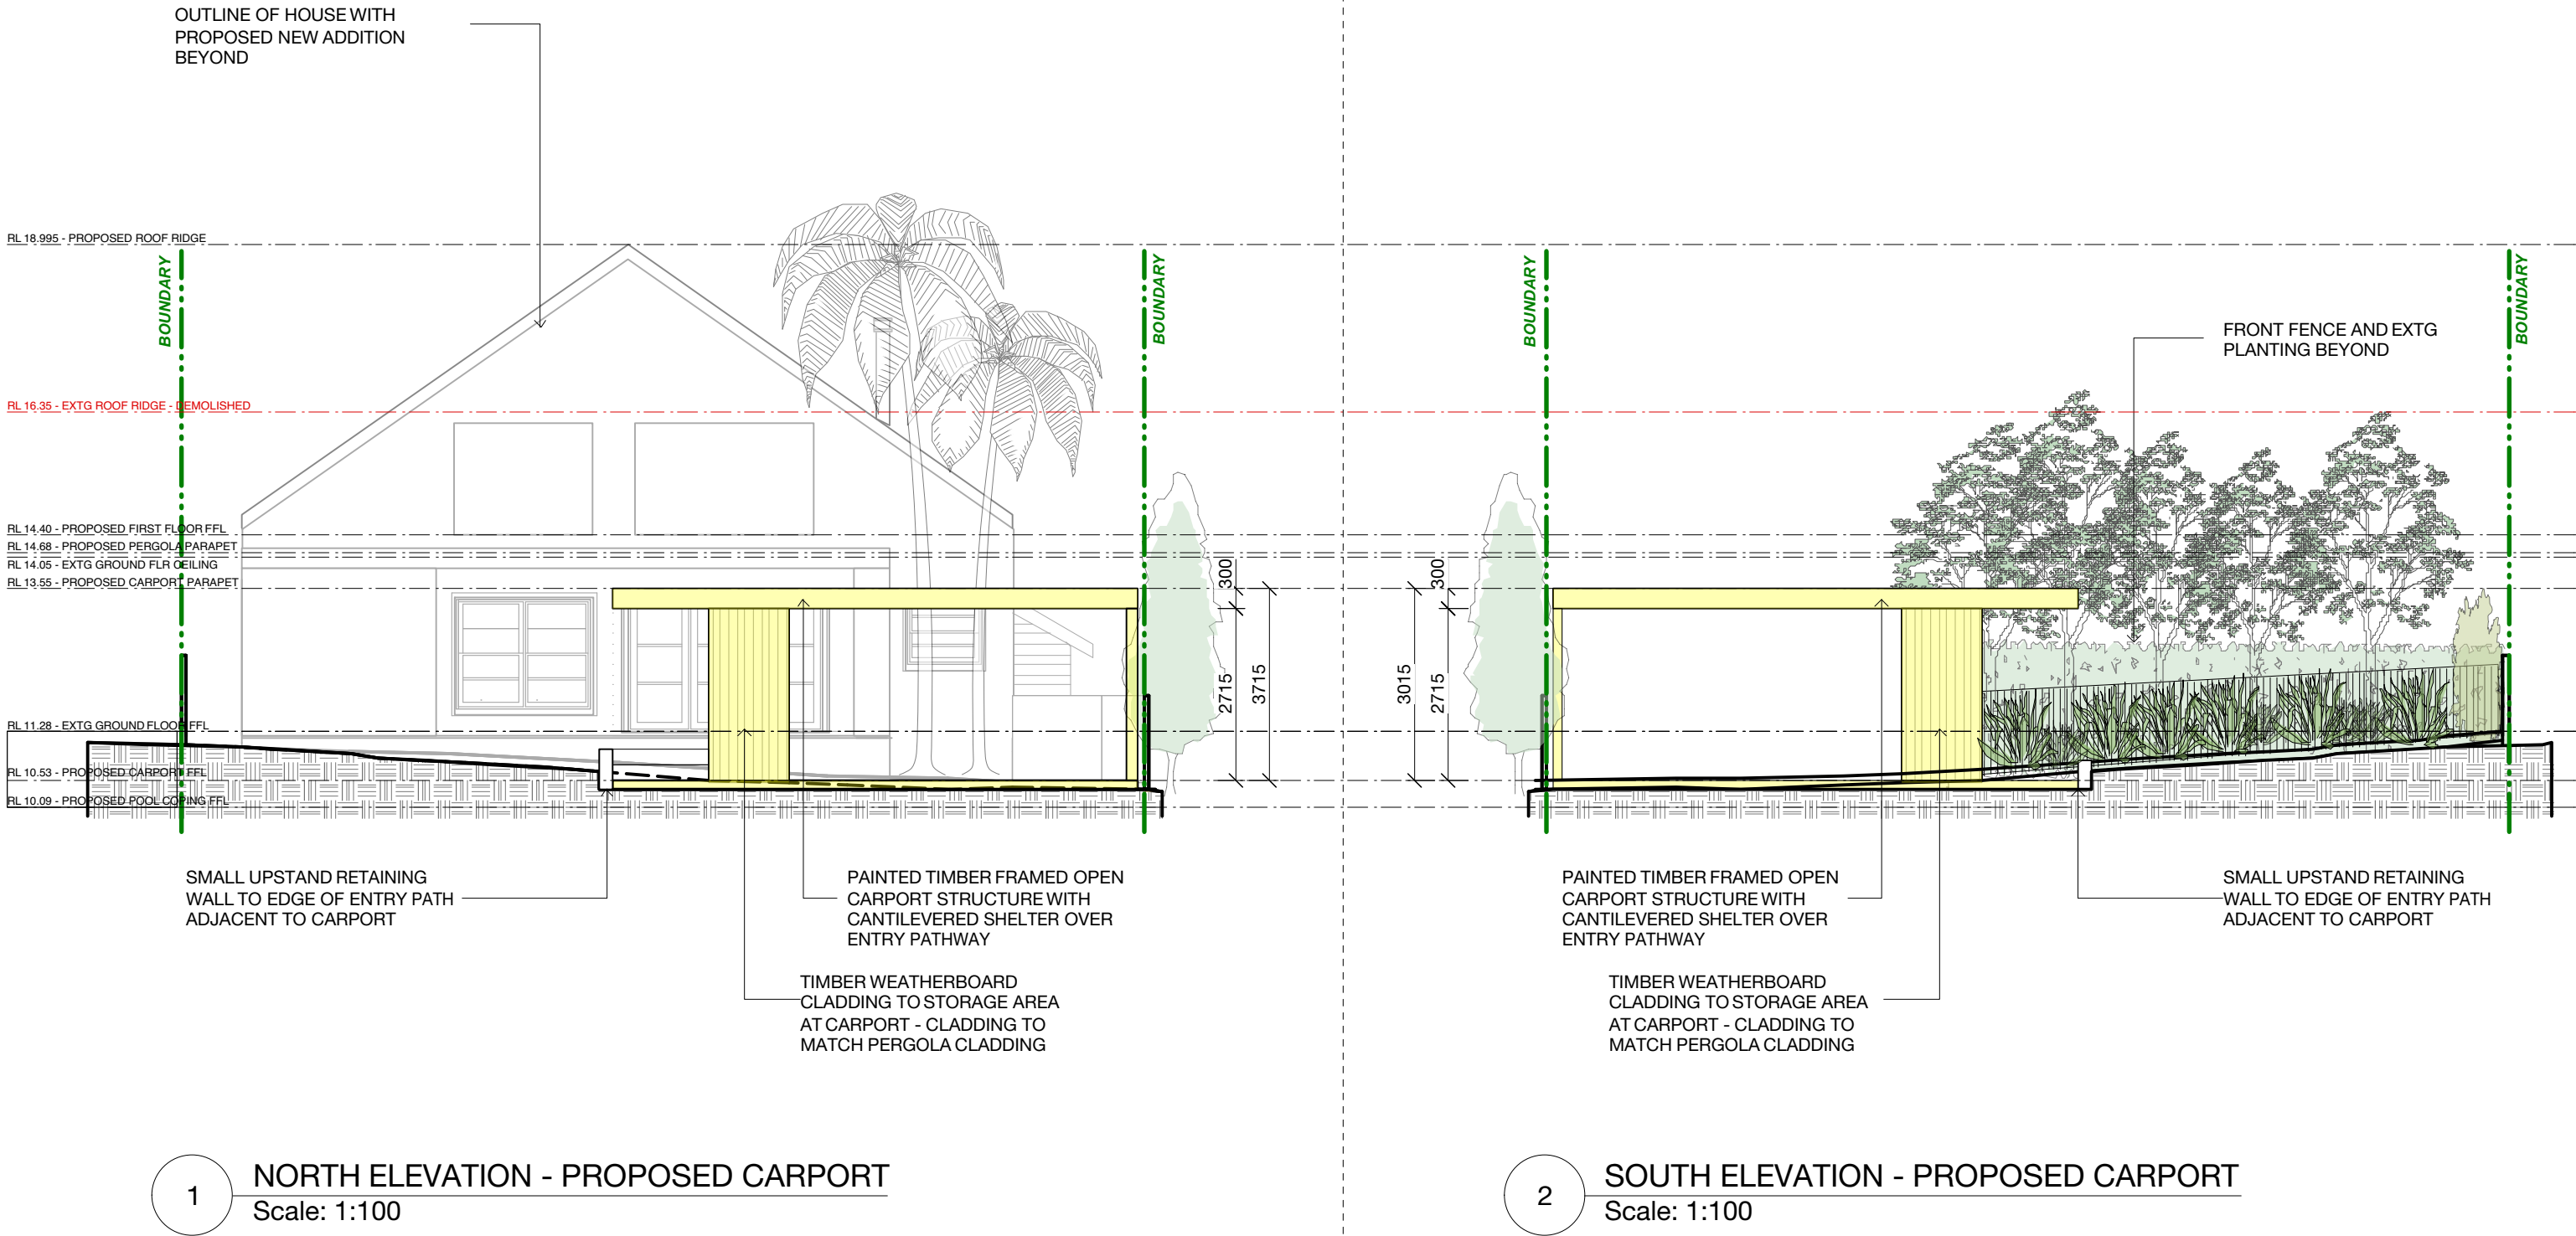 OUTLINE OF HOUSE WITH
PROPOSED NEW ADDITION
BEYOND
RL 18.995 - PROPOSED ROOF RIDGE
BOUNDARY
BOUNDARY
BOUNDARY
BOUNDARY
FRONT FENCE AND EXTG
PLANTING BEYOND
RL 16.35 - EXTG ROOF RIDGE - DEMOLISHED
RL 14.40 - PROPOSED FIRST FLOOR FFL
RL 14.68 - PROPOSED PERGOLA PARAPET
RL 14.05 - EXTG GROUND FLR CEILING
RL 13.55 - PROPOSED CARPORT PARAPET
300
2715
3715
300
3015
2715
RL 11.28 - EXTG GROUND FLOOR FFL
RL 10.53 - PROPOSED CARPORT FFL
RL 10.09 - PROPOSED POOL COPING FFL
SMALL UPSTAND RETAINING
WALL TO EDGE OF ENTRY PATH
ADJACENT TO CARPORT
PAINTED TIMBER FRAMED OPEN
CARPORT STRUCTURE WITH
CANTILEVERED SHELTER OVER
ENTRY PATHWAY
TIMBER WEATHERBOARD
CLADDING TO STORAGE AREA
AT CARPORT - CLADDING TO
MATCH PERGOLA CLADDING
PAINTED TIMBER FRAMED OPEN
CARPORT STRUCTURE WITH
CANTILEVERED SHELTER OVER
ENTRY PATHWAY
TIMBER WEATHERBOARD
CLADDING TO STORAGE AREA
AT CARPORT - CLADDING TO
MATCH PERGOLA CLADDING
SMALL UPSTAND RETAINING
WALL TO EDGE OF ENTRY PATH
ADJACENT TO CARPORT
1
NORTH ELEVATION - PROPOSED CARPORT
Scale: 1:100
2
SOUTH ELEVATION - PROPOSED CARPORT
Scale: 1:100